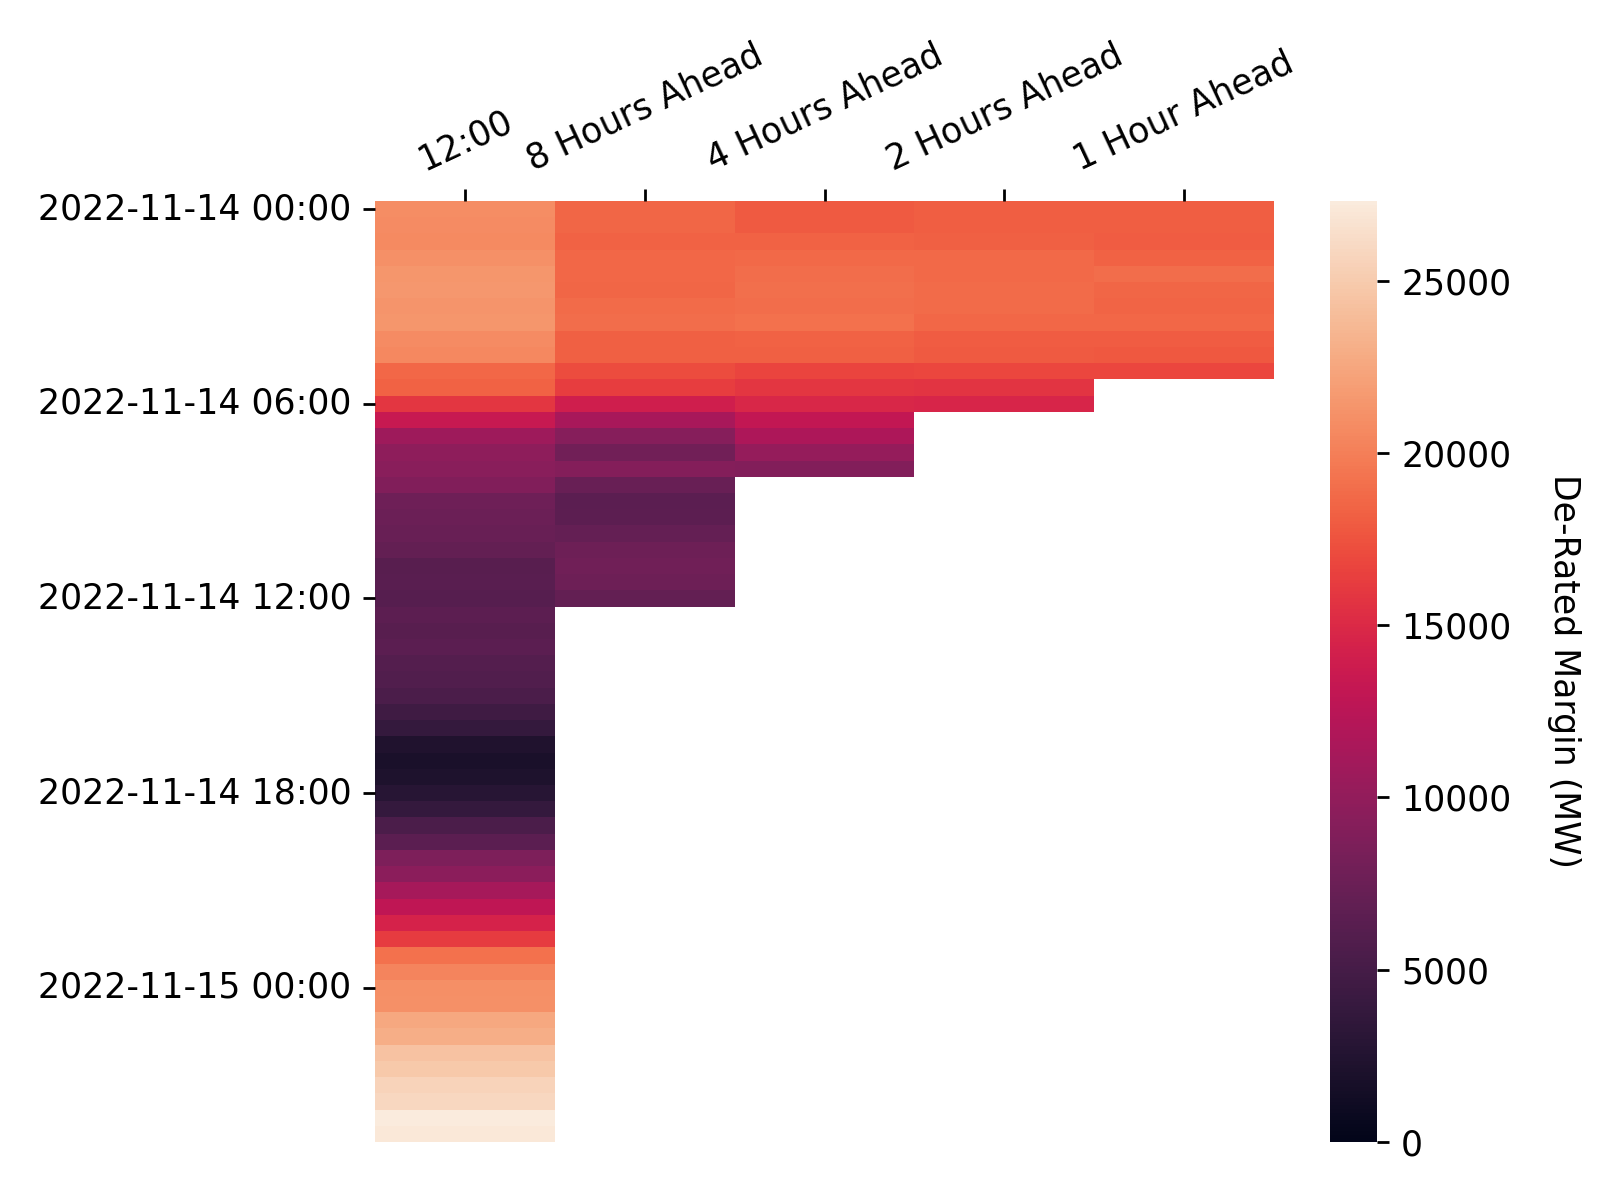 12:00
8 Hours Ahead
4 Hours Ahead
2 Hours Ahead
1 Hour Ahead
2022-11-14 00:00
2022-11-14 06:00
2022-11-14 12:00
2022-11-14 18:00
2022-11-15 00:00
25000
20000
15000
10000
5000
0
De-Rated Margin (MW)